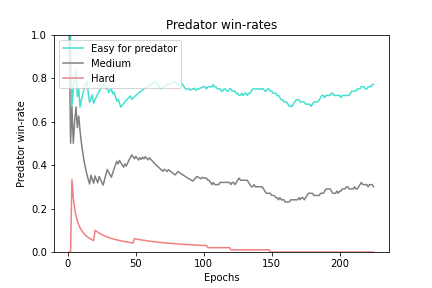 Predator win-rates
1.0
0.8
0.6
0.4
0.2
0.0
Predator win-rate
Easy for predator
Medium
Hard
0
50
100
150
200
Epochs